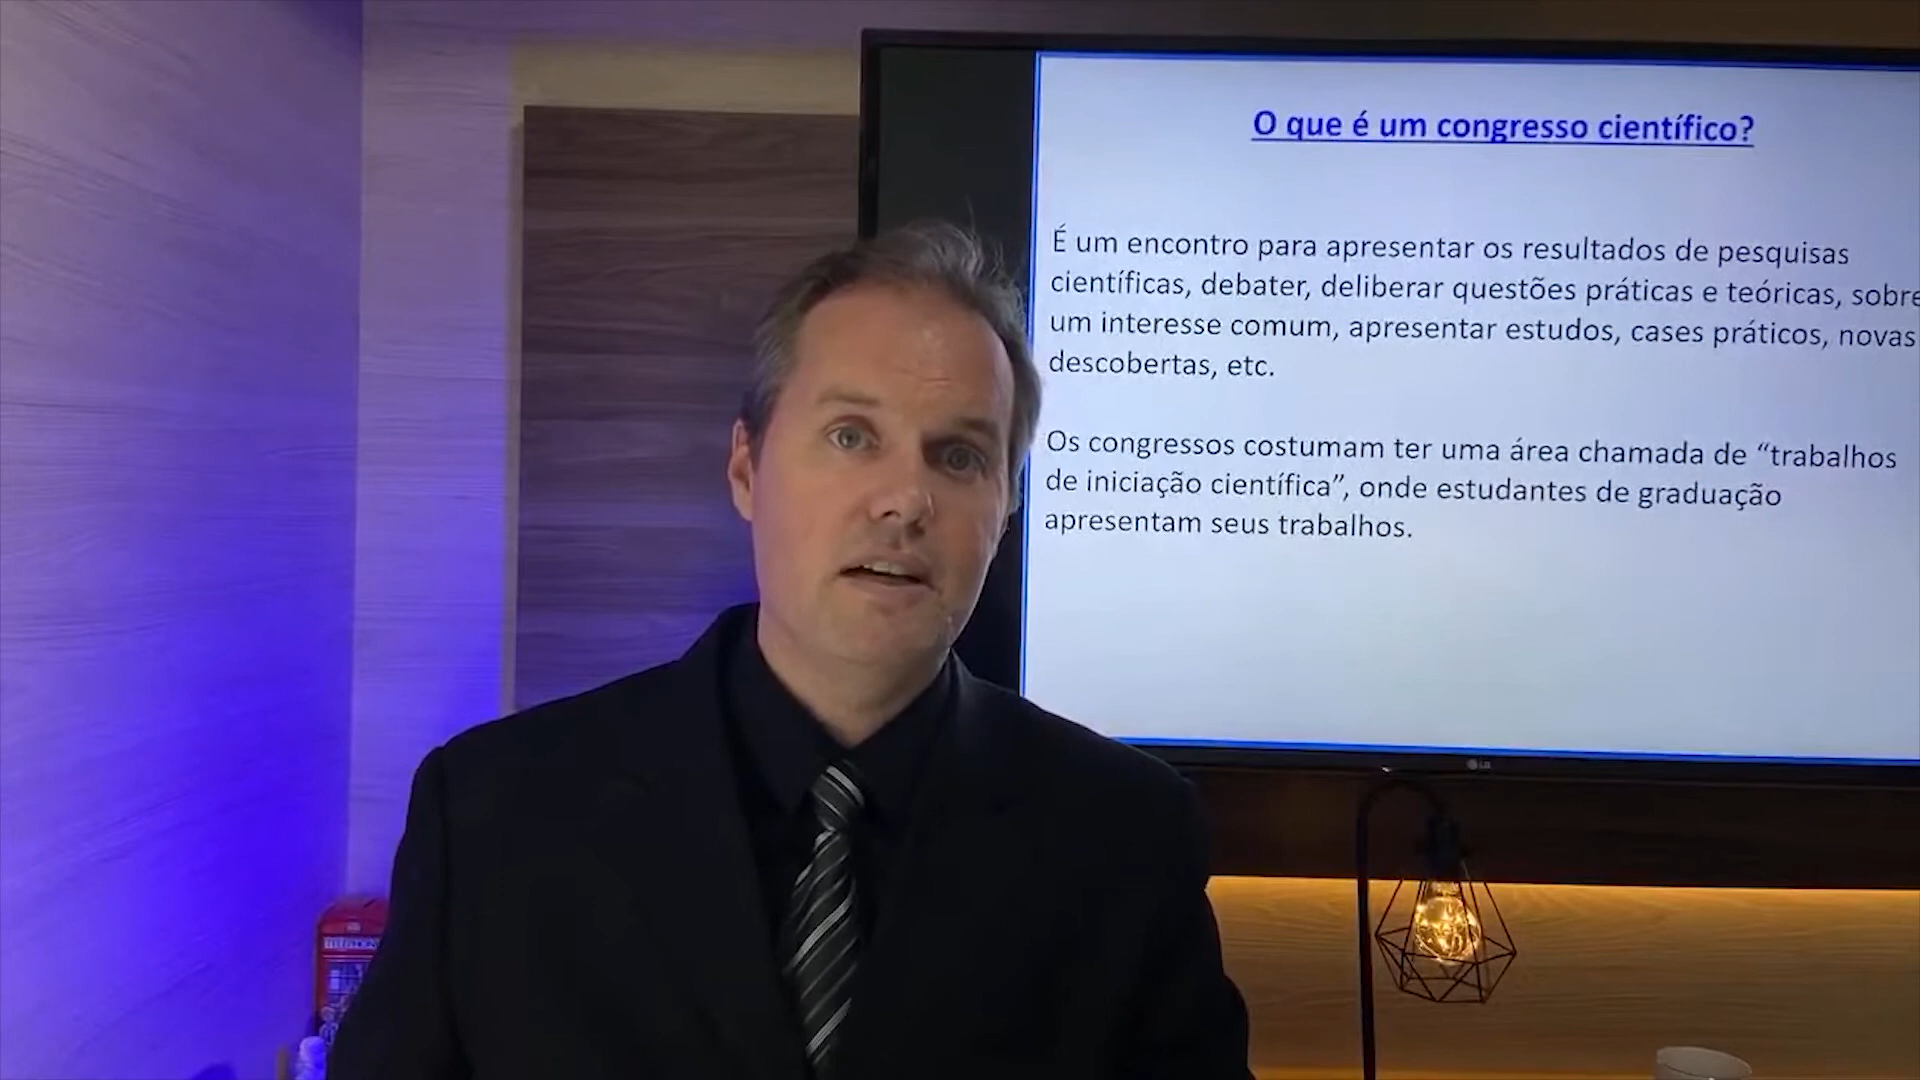 O que é um congresso científico?
É um encontro para apresentar os resultados de pesquisas
científicas, debater, deliberar questões práticas e teóricas, sobre
um interesse comum, apresentar estudos, cases práticos, novas
descobertas, etc.
Os congressos costumam ter uma área chamada de “trabalhos
de iniciação científica”, onde estudantes de graduação
apresentam seus trabalhos.
LG
TELEPHONE